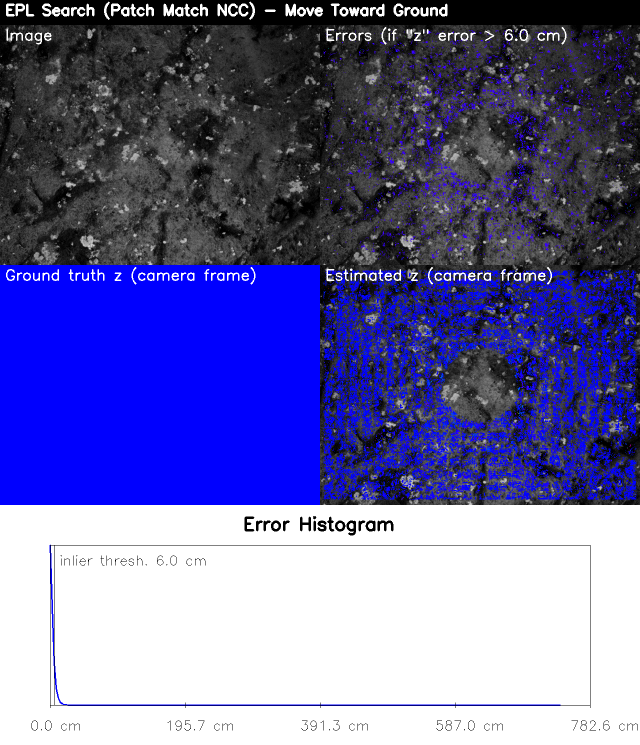 EPL Search (Patch Match NCC) - Move Toward Ground
Image
Errors (if "z" error > 6.0 cm)
Ground truth z (camera frame)
Estimated z (camera frame)
Error Histogram
inlier thresh. 6.0 cm
0.0 cm
195.7 cm
391.3 cm
587.0 cm
782.6 cm